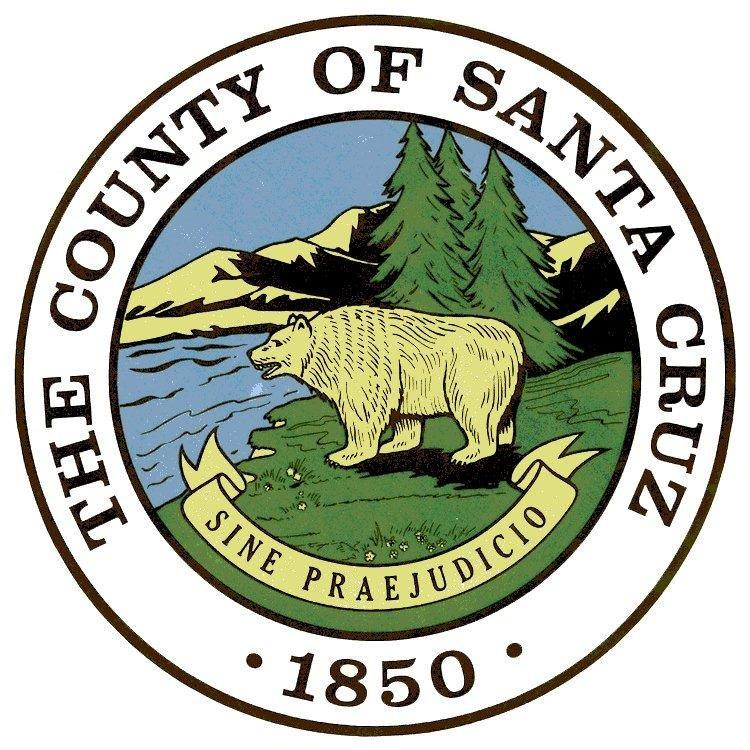 THE COUNTY OF SANTA CRUZ
SINE PRAEJUDICIO
• 1850 •